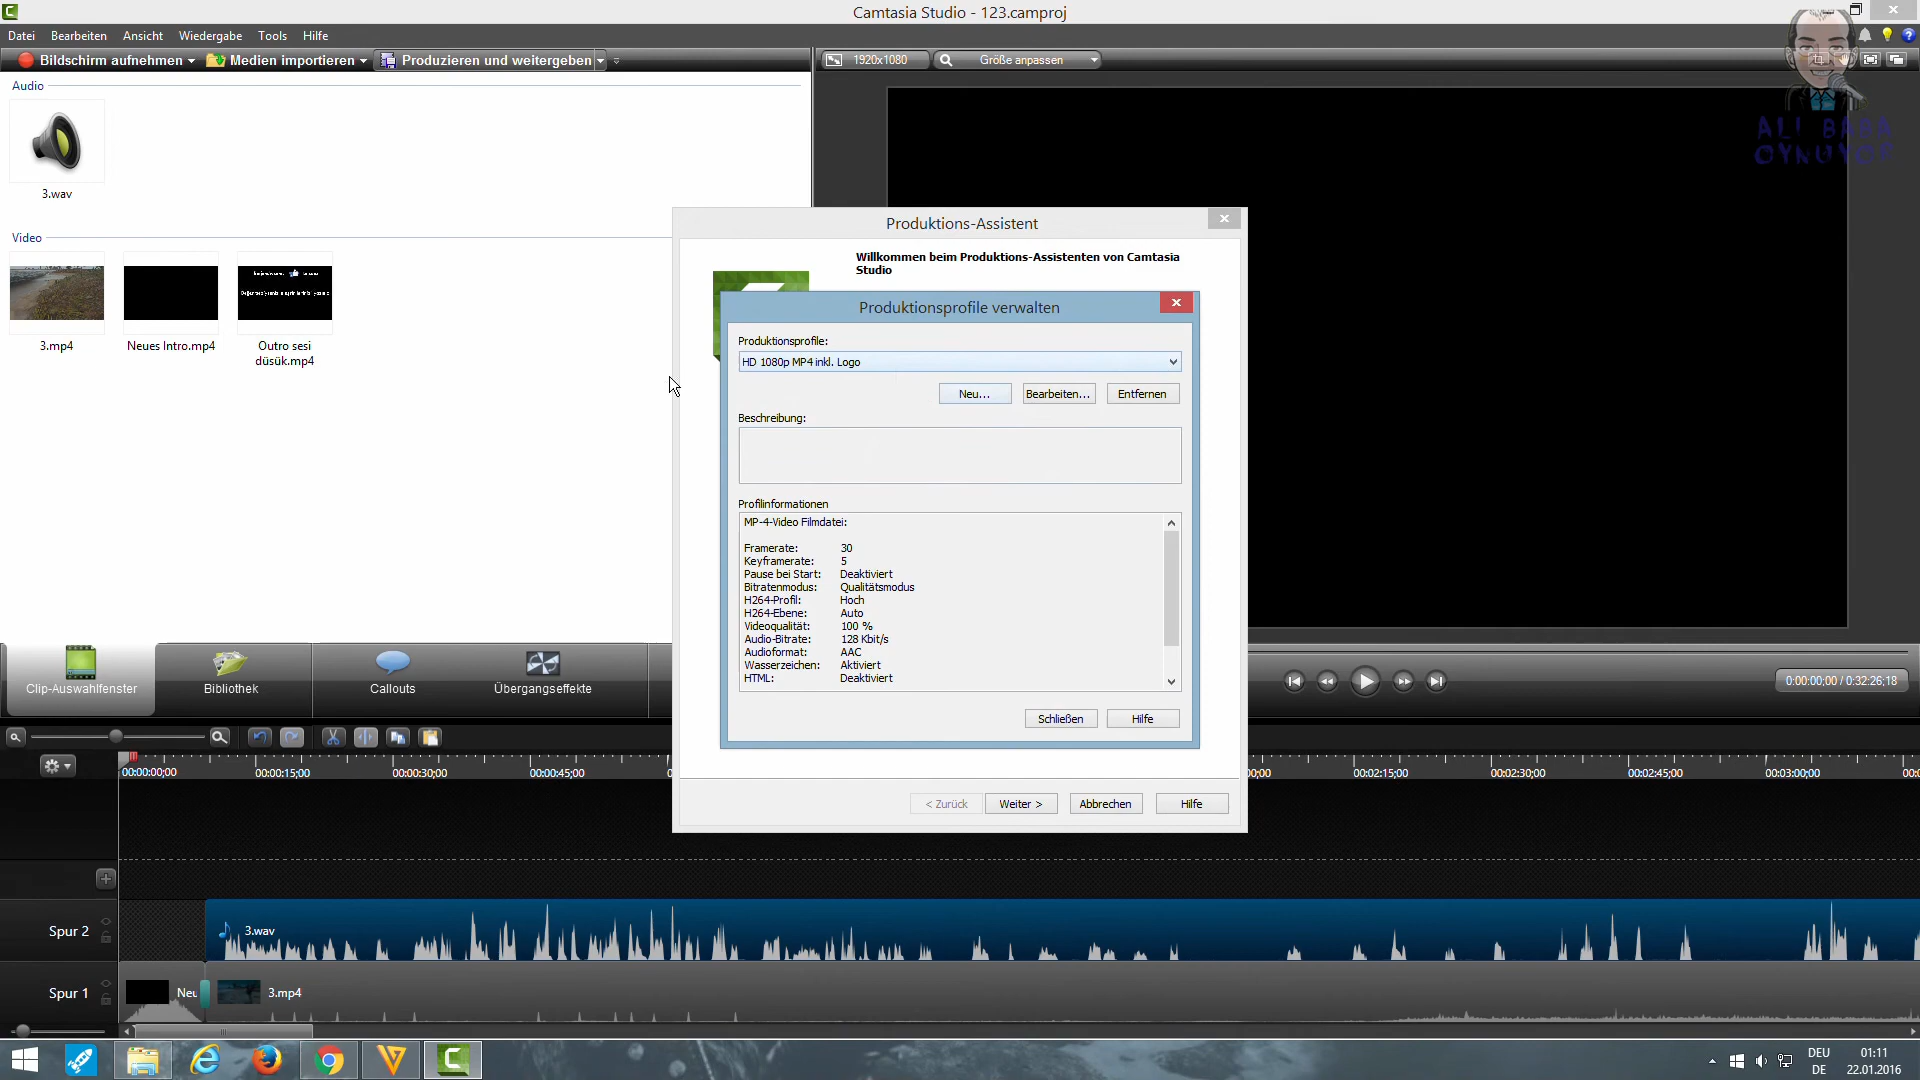 Camtasia Studio - 123.camproj
Datei Bearbeiten Ansicht Wiedergabe Tools Hilfe
Bildschirm aufnehmen Medien importieren Produzieren und weitergeben
1920x1080 Größe anpassen
ALI BABA
OYNUYOR
Audio
3.wav
Video
3.mp4
Neues Intro.mp4
Outro sesi
düsük.mp4
Produktions-Assistent
Willkommen beim Produktions-Assistenten von Camtasia
Studio
Produktionsprofile verwalten
Produktionsprofile:
HD 1080p MP4 inkl. Logo
Neu... Bearbeiten... Entfernen
Beschreibung:
Profilinformationen
MP-4-Video Filmdatei:
Framerate: 30
Keyframerate: 5
Pause bei Start: Deaktiviert
Bitratenmodus: Qualitätsmodus
H264-Profil: Hoch
H264-Ebene: Auto
Videoqualität: 100 %
Audio-Bitrate: 128 Kbit/s
Audioformat: AAC
Wasserzeichen: Aktiviert
HTML: Deaktiviert
Schließen Hilfe
< Zurück Weiter > Abbrechen Hilfe
Clip-Auswahlfenster Bibliothek Callouts Übergangseffekte
0:00:00;00 / 0:32:26;18
00:00:00;00 00:00:15;00 00:00:30;00 00:00:45;00 00:02:15;00 00:02:30;00 00:02:45;00 00:03:00;00
Spur 2
3.wav
Spur 1
Neu
3.mp4
DEU
DE
01:11
22.01.2016